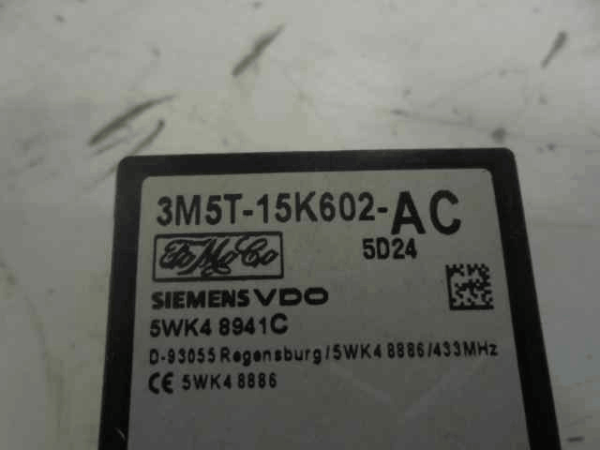 3M5T-15K602-AC
FoMoCo 5D24
SIEMENS VDO
5WK4 8941C
D-93055 Regensburg/5WK4 8886/433MHz
CE 5WK4 8886